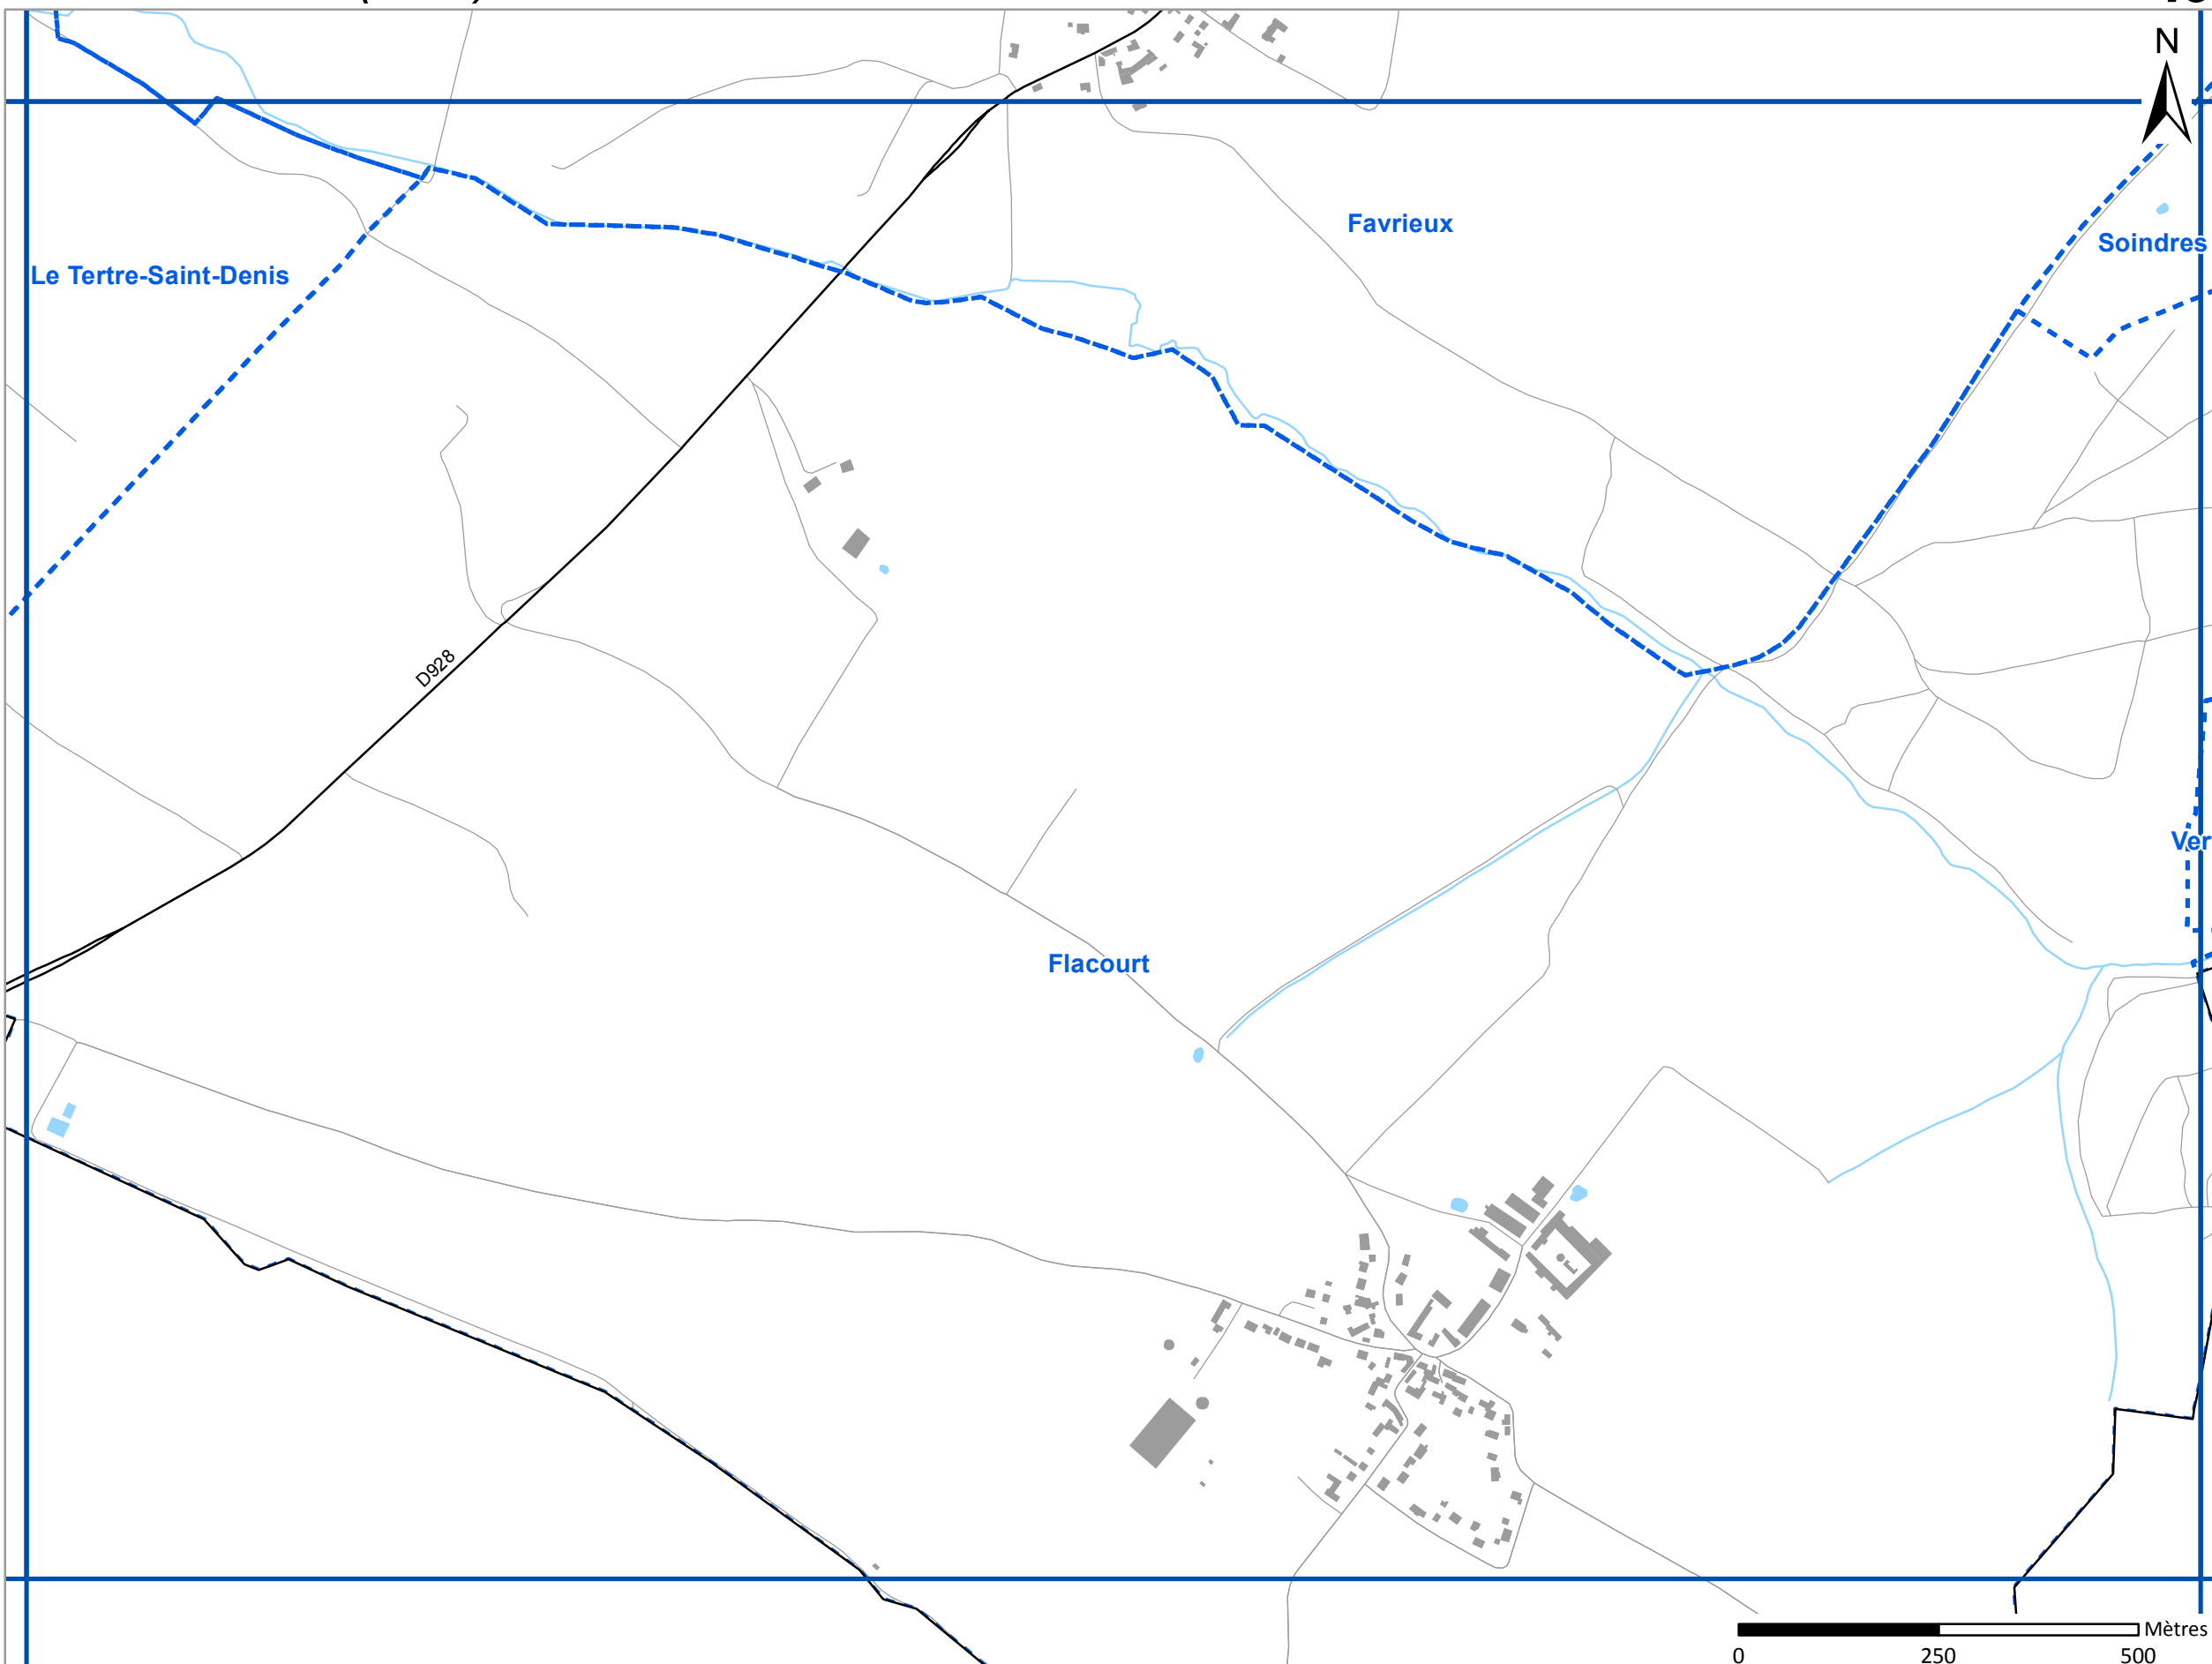 N
Favrieux
Soindres
Le Tertre-Saint-Denis
D928
Ver
Flacourt
Mètres
0 250 500